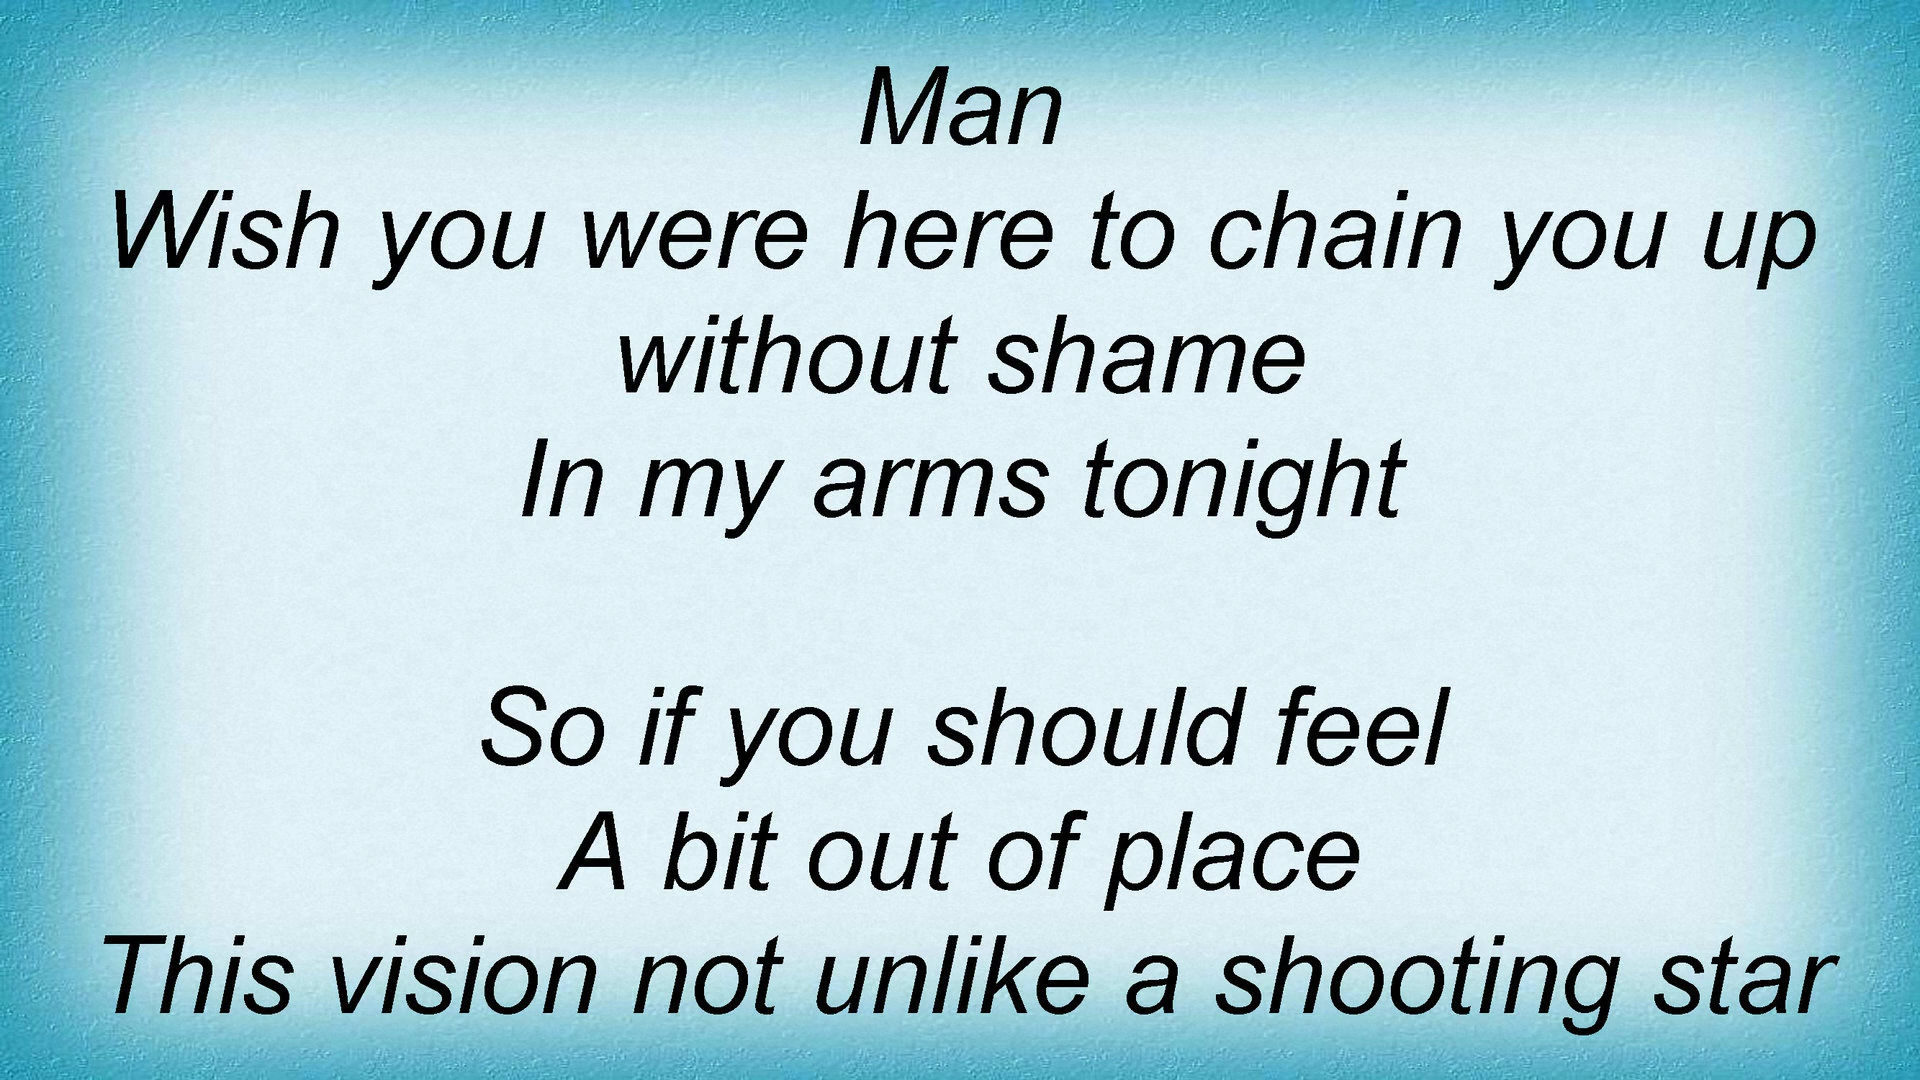 Man
Wish you were here to chain you up
without shame
In my arms tonight
So if you should feel
A bit out of place
This vision not unlike a shooting star